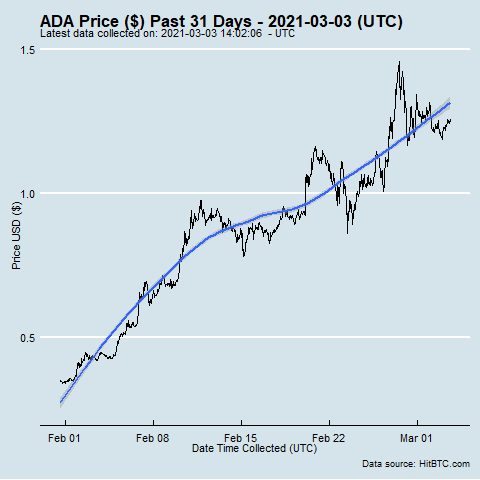 ADA Price ($) Past 31 Days - 2021-03-03 (UTC)
Latest data collected on: 2021-03-03 14:02:06 - UTC
1.5
1.0
0.5
Price USD ($)
Feb 01 Feb 08 Feb 15 Feb 22 Mar 01
Date Time Collected (UTC)
Data source: HitBTC.com